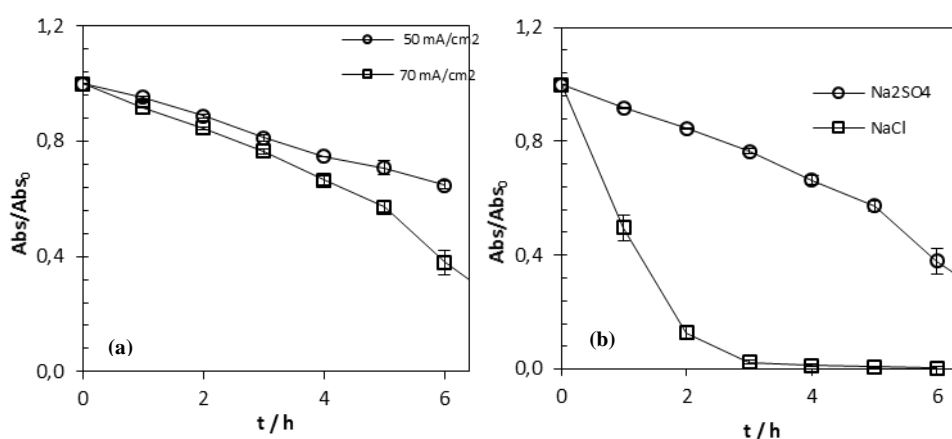 1,2
0,8
0,4
0,0
Abs/Abs0
50 mA/cm2
70 mA/cm2
(a)
0 2 4 6
t / h
1,2
0,8
0,4
0,0
Abs/Abs0
Na2SO4
NaCl
(b)
0 2 4 6
t / h